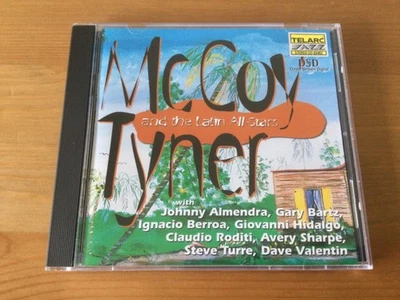 TELARC
JAZZ
DSD
McCoy
and the Latin All-Stars
Tyner
with
Johnny Almendra, Gary Bartz,
Ignacio Berroa, Giovanni Hidalgo,
Claudio Roditi, Avery Sharpe,
Steve Turre, Dave Valentin